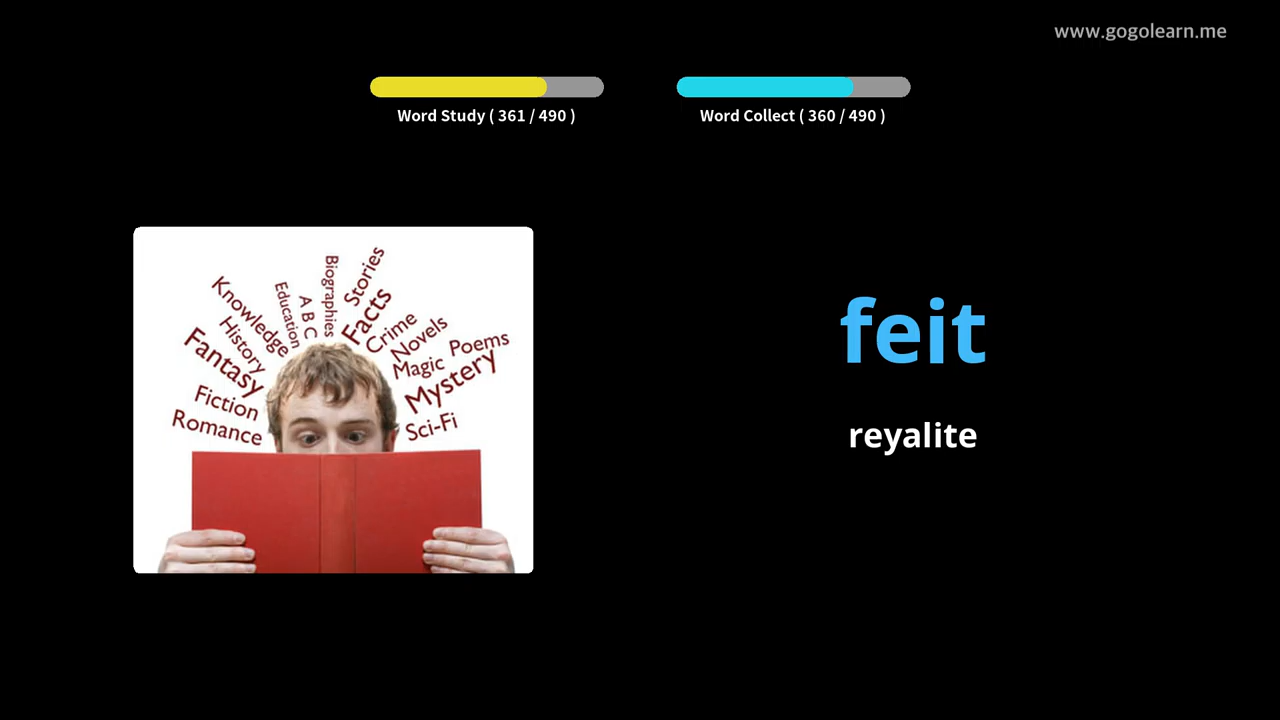 www.gogolearn.me
Word Study ( 361 / 490 )
Word Collect ( 360 / 490 )
Knowledge
Education
A B C
Biographies
Stories
Facts
History
Fantasy
Crime
Novels
Poems
Magic
Mystery
Fiction
Romance
Sci-Fi
feit
reyalite